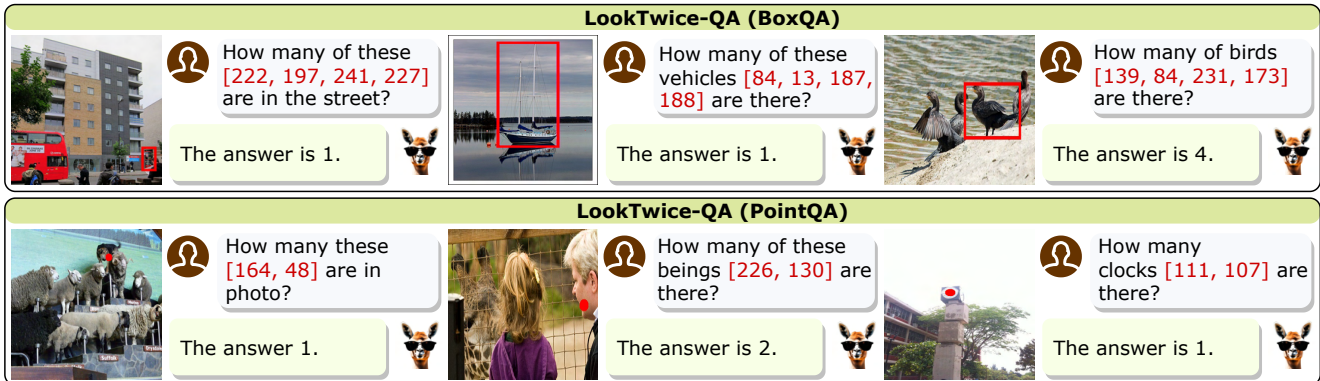 LookTwice-QA (BoxQA)
How many of these
[222, 197, 241, 227]
are in the street?
The answer is 1.
How many of these
vehicles [84, 13, 187,
188] are there?
The answer is 1.
How many of birds
[139, 84, 231, 173]
are there?
The answer is 4.
LookTwice-QA (PointQA)
How many these
[164, 48] are in
photo?
The answer 1.
How many of these
beings [226, 130] are
there?
The answer is 2.
How many
clocks [111, 107] are
there?
The answer is 1.